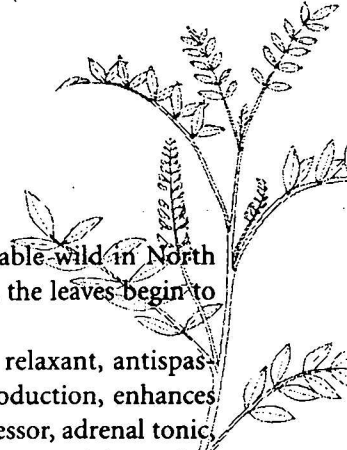 able wild in North
the leaves begin to
relaxant, antispas-
oduction, enhances
essor, adrenal tonic,